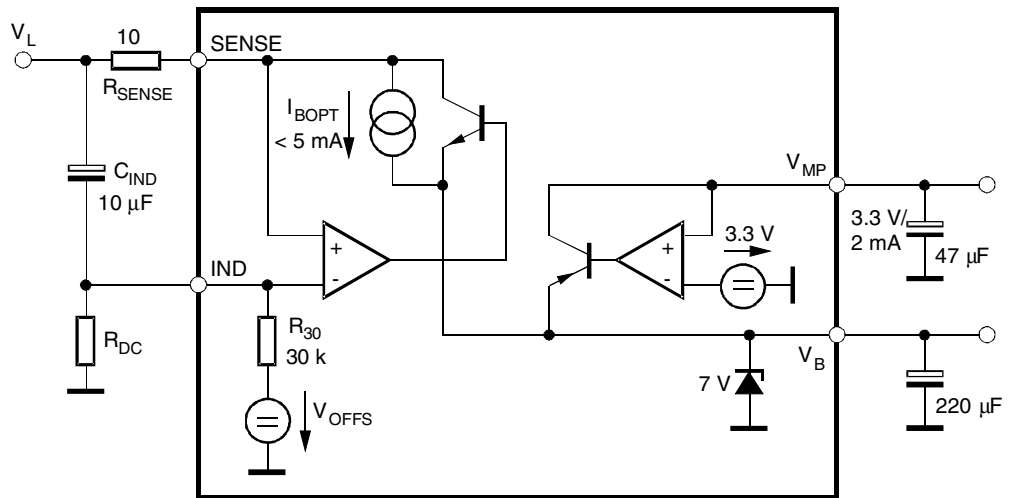 V_L
10
R_SENSE
SENSE
I_BOPT
< 5 mA
C_IND
10 µF
V_MP
3.3 V/
2 mA
47 µF
3.3 V
+
-
+
-
IND
R_DC
R_30
30 k
V_OFFS
7 V
V_B
220 µF